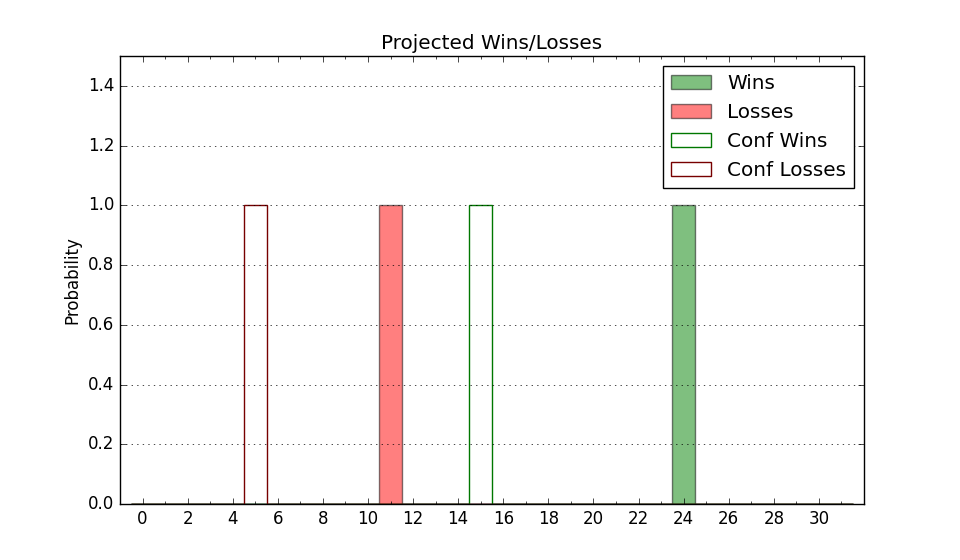 Projected Wins/Losses
Wins
Losses
Conf Wins
Conf Losses
Probability
1.4
1.2
1.0
0.8
0.6
0.4
0.2
0.0
0 2 4 6 8 10 12 14 16 18 20 22 24 26 28 30